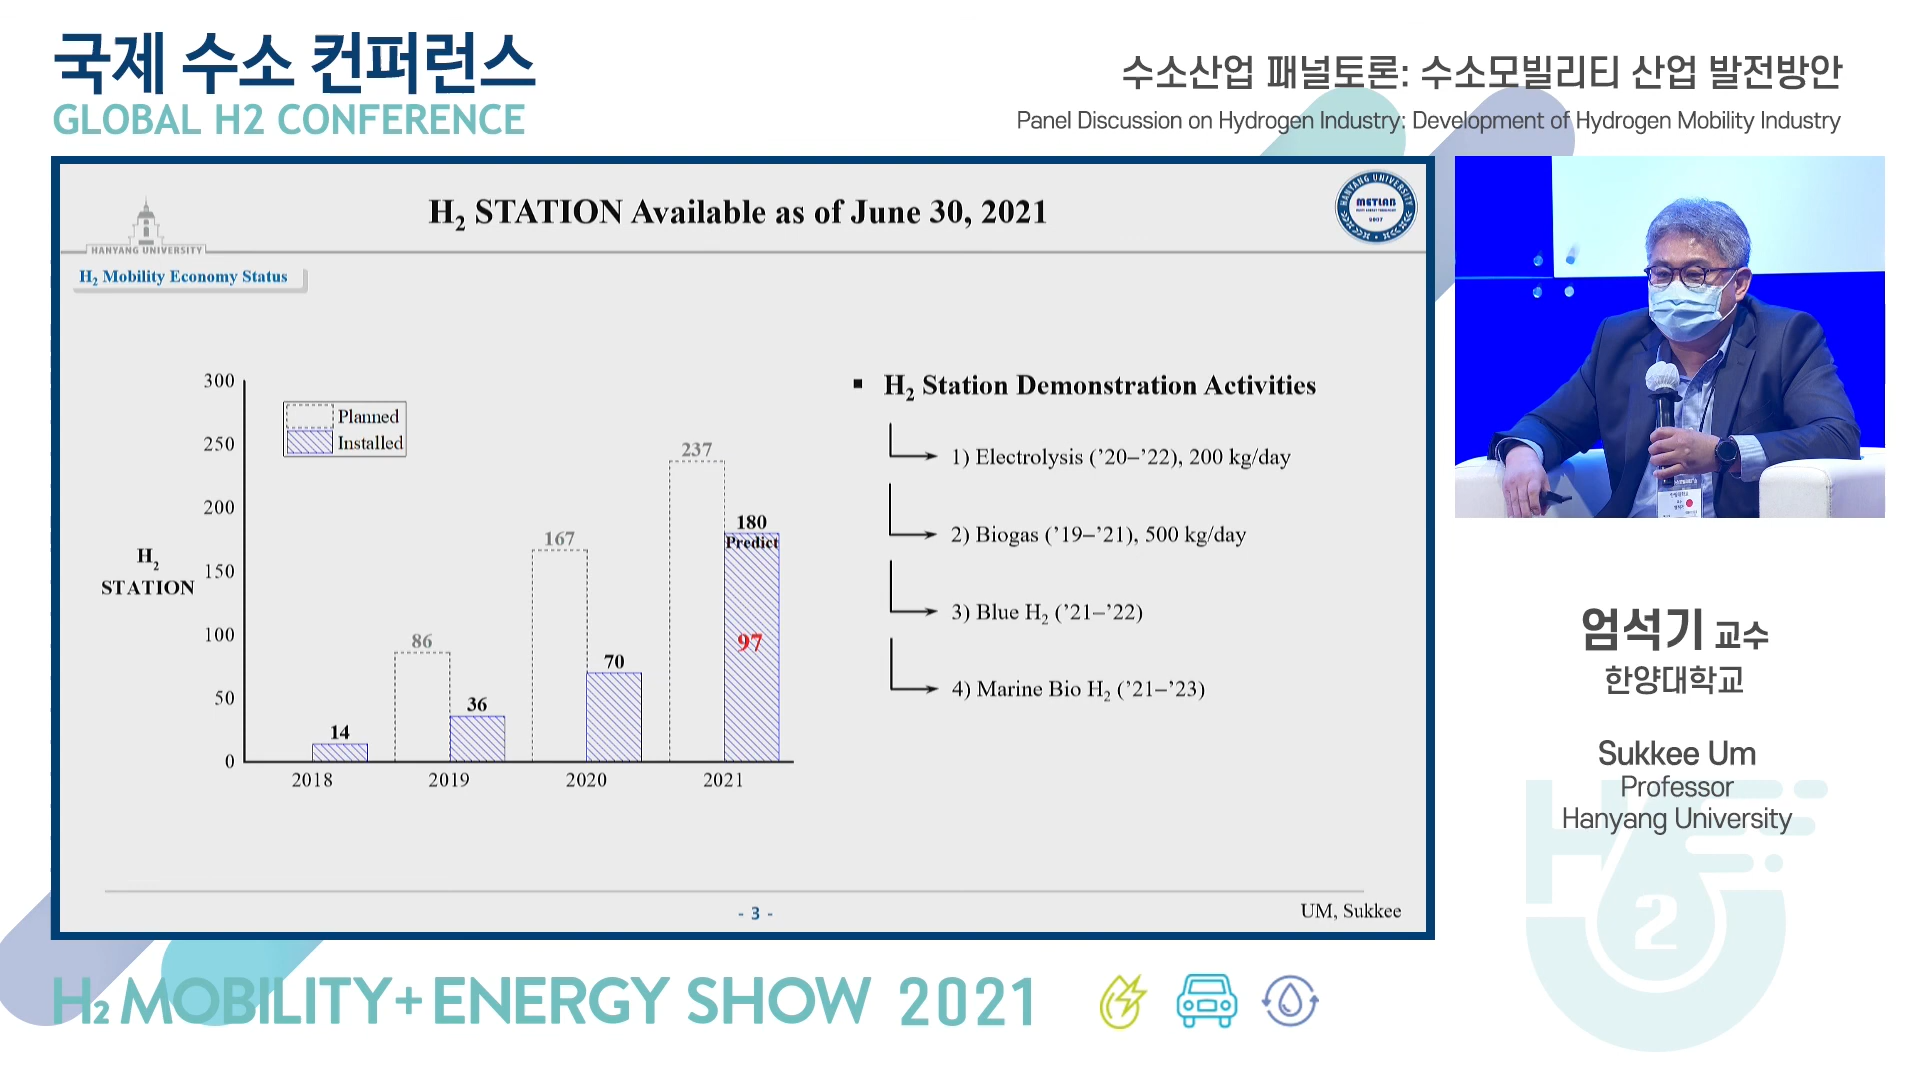 국제 수소 컨퍼런스
GLOBAL H2 CONFERENCE
수소산업 패널토론: 수소모빌리티 산업 발전방안
Panel Discussion on Hydrogen Industry: Development of Hydrogen Mobility Industry
HANYANG UNIVERSITY
H₂ STATION Available as of June 30, 2021
HANYANG UNIVERSITY
METLAB
2007
H₂ Mobility Economy Status
300
250
200
150
100
50
0
H₂
STATION
Planned
Installed
14
86
36
167
70
237
180
Predict
97
2018
2019
2020
2021
▪ H₂ Station Demonstration Activities
1) Electrolysis (’20–’22), 200 kg/day
2) Biogas (’19–’21), 500 kg/day
3) Blue H₂ (’21–’22)
4) Marine Bio H₂ (’21–’23)
- 3 -
UM, Sukkee
엄석기 교수
한양대학교
Sukkee Um
Professor
Hanyang University
H2
H₂ MOBILITY+ENERGY SHOW 2021